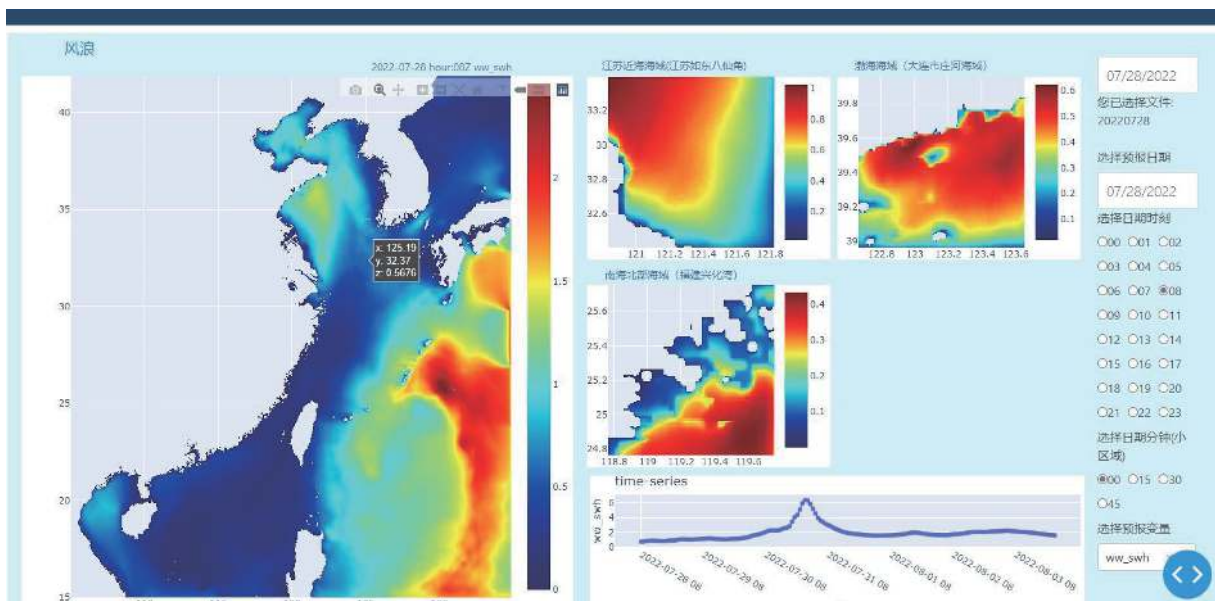 风浪
2022-07-28 hour:00Z ww_swh
40
35
30
25
20
15
x: 125.19
y: 32.37
z: 0.5676
2
1.5
1
0.5
0
江苏近海海域(江苏如东八仙角)
33.2
33
32.8
32.6
121 121.2 121.4 121.6 121.8
1
0.8
0.6
0.4
0.2
渤海海域（大连市庄河海域）
39.8
39.6
39.4
39.2
39
122.8 123 123.2 123.4 123.6
0.6
0.5
0.4
0.3
0.2
0.1
南海北部海域（福建兴化湾）
25.6
25.4
25.2
25
24.8
118.8 119 119.2 119.4 119.6
0.4
0.3
0.2
0.1
time-series
ww_swh
6
4
2
0
2022-07-28 08
2022-07-29 08
2022-07-30 08
2022-07-31 08
2022-08-01 08
2022-08-02 08
2022-08-03 08
07/28/2022
您已选择文件:
20220728
选择预报日期
07/28/2022
选择日期时刻
00 01 02
03 04 05
06 07 08
09 10 11
12 13 14
15 16 17
18 19 20
21 22 23
选择日期分钟(小
区域)
00 15 30
45
选择预报变量
ww_swh